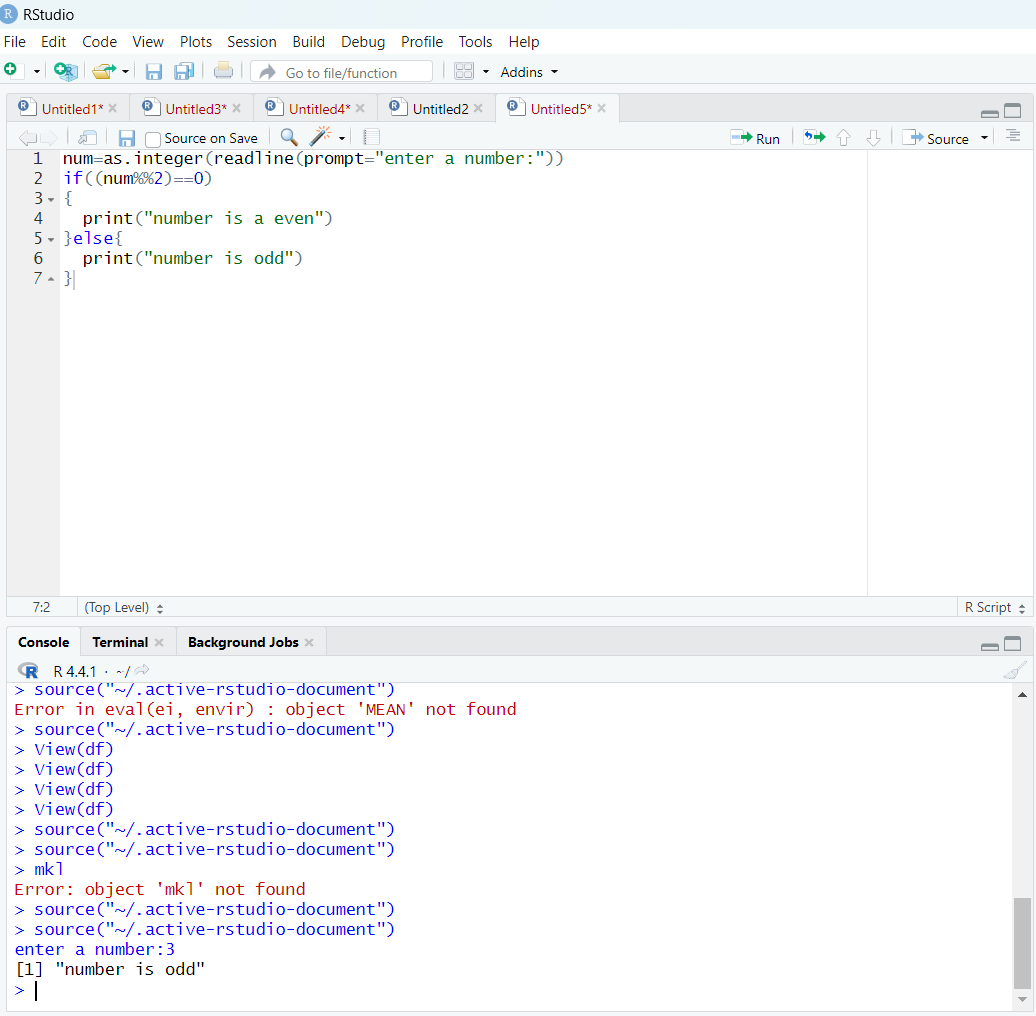 RStudio
File Edit Code View Plots Session Build Debug Profile Tools Help
Go to file/function Addins
Untitled1* Untitled3* Untitled4* Untitled2 Untitled5*
Source on Save Run Source
1 num=as.integer(readline(prompt="enter a number:"))
2 if((num%%2)==0)
3 {
4 print("number is a even")
5 }else{
6 print("number is odd")
7 }
7:2 (Top Level) R Script
Console Terminal Background Jobs
R 4.4.1 · ~/
> source("~/.active-rstudio-document")
Error in eval(ei, envir) : object 'MEAN' not found
> source("~/.active-rstudio-document")
> View(df)
> View(df)
> View(df)
> View(df)
> source("~/.active-rstudio-document")
> source("~/.active-rstudio-document")
> mkl
Error: object 'mkl' not found
> source("~/.active-rstudio-document")
> source("~/.active-rstudio-document")
enter a number:3
[1] "number is odd"
>